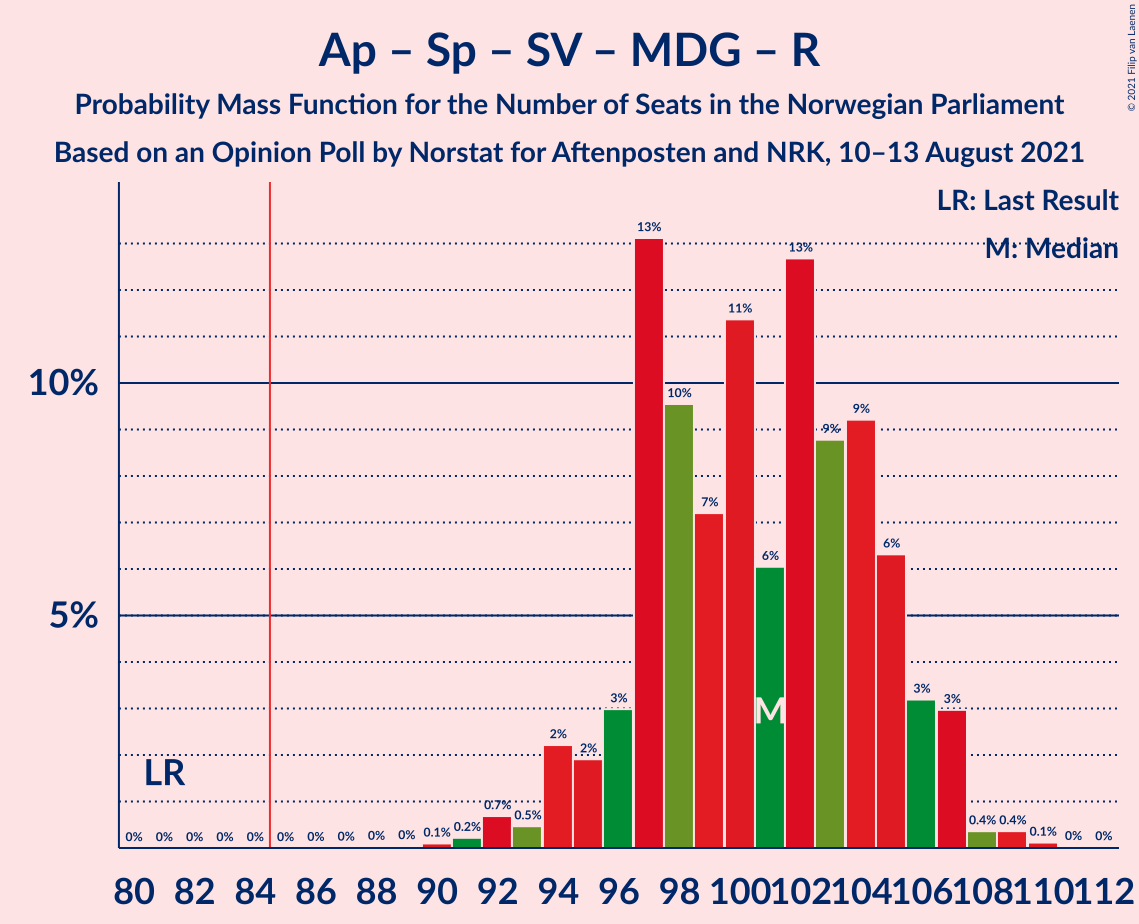 Ap – Sp – SV – MDG – R
Probability Mass Function for the Number of Seats in the Norwegian Parliament
Based on an Opinion Poll by Norstat for Aftenposten and NRK, 10–13 August 2021
© 2021 Filip van Laenen
LR: Last Result
M: Median
10%
5%
LR
M
0% 0% 0% 0% 0% 0% 0% 0% 0% 0% 0.1% 0.2% 0.7% 0.5% 2% 2% 3% 13% 10% 7% 11% 6% 13% 9% 9% 6% 3% 3% 0.4% 0.4% 0.1% 0% 0%
80 82 84 86 88 90 92 94 96 98 100 102 104 106 108 110 112